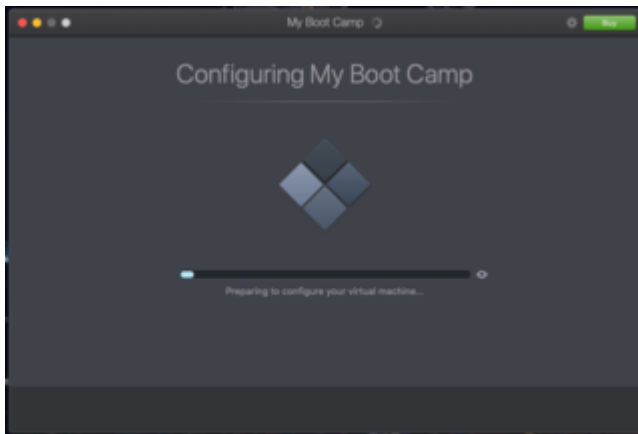 My Boot Camp
Buy
Configuring My Boot Camp
Preparing to configure your virtual machine...